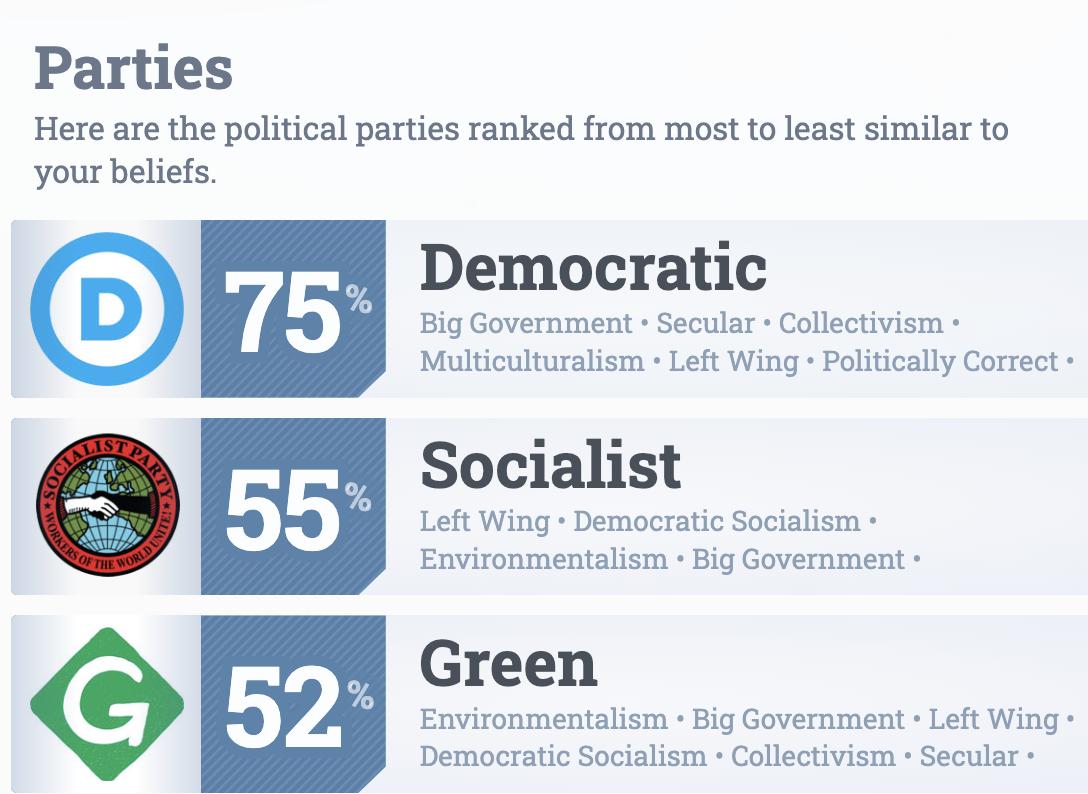 Parties
Here are the political parties ranked from most to least similar to
your beliefs.
D
75%
Democratic
Big Government • Secular • Collectivism •
Multiculturalism • Left Wing • Politically Correct •
SOCIALIST PARTY
WORKERS OF THE WORLD UNITE!
55%
Socialist
Left Wing • Democratic Socialism •
Environmentalism • Big Government •
G
52%
Green
Environmentalism • Big Government • Left Wing •
Democratic Socialism • Collectivism • Secular •